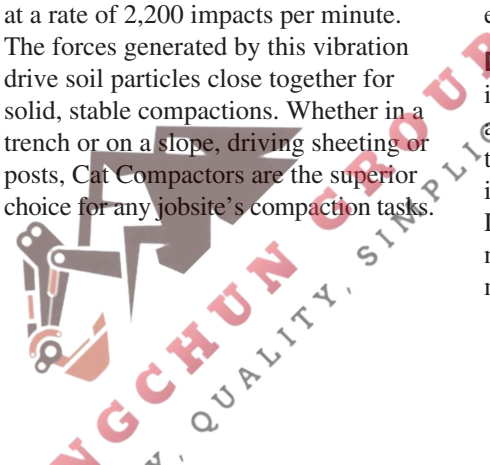 at a rate of 2,200 impacts per minute.
The forces generated by this vibration
drive soil particles close together for
solid, stable compactions. Whether in a
trench or on a slope, driving sheeting or
posts, Cat Compactors are the superior
choice for any jobsite's compaction tasks.
NGCHUN GROUP
QUALITY, SIMPLIC